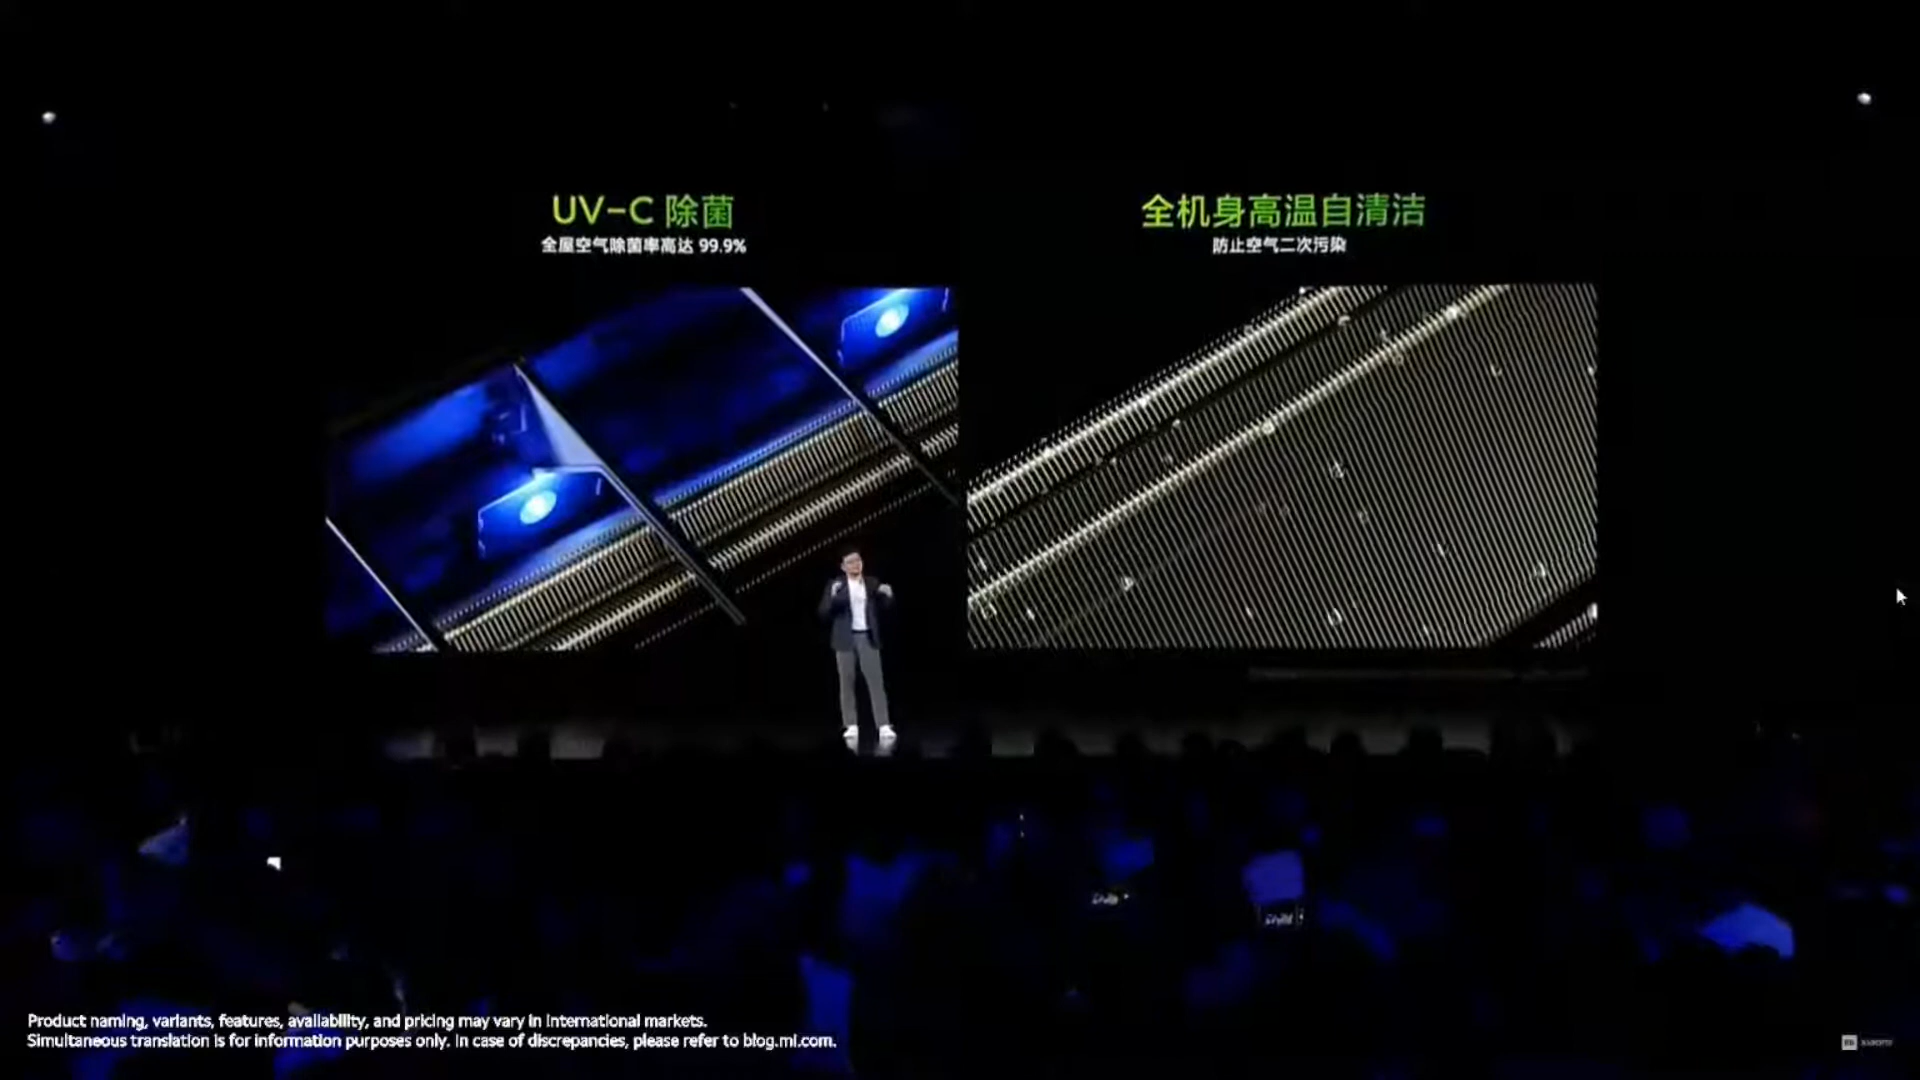 UV-C 除菌
全屋空气除菌率高达 99.9%
全机身高温自清洁
防止空气二次污染
Product naming, variants, features, availability, and pricing may vary in international markets.
Simultaneous translation is for information purposes only. In case of discrepancies, please refer to blog.mi.com.
XIAOMI